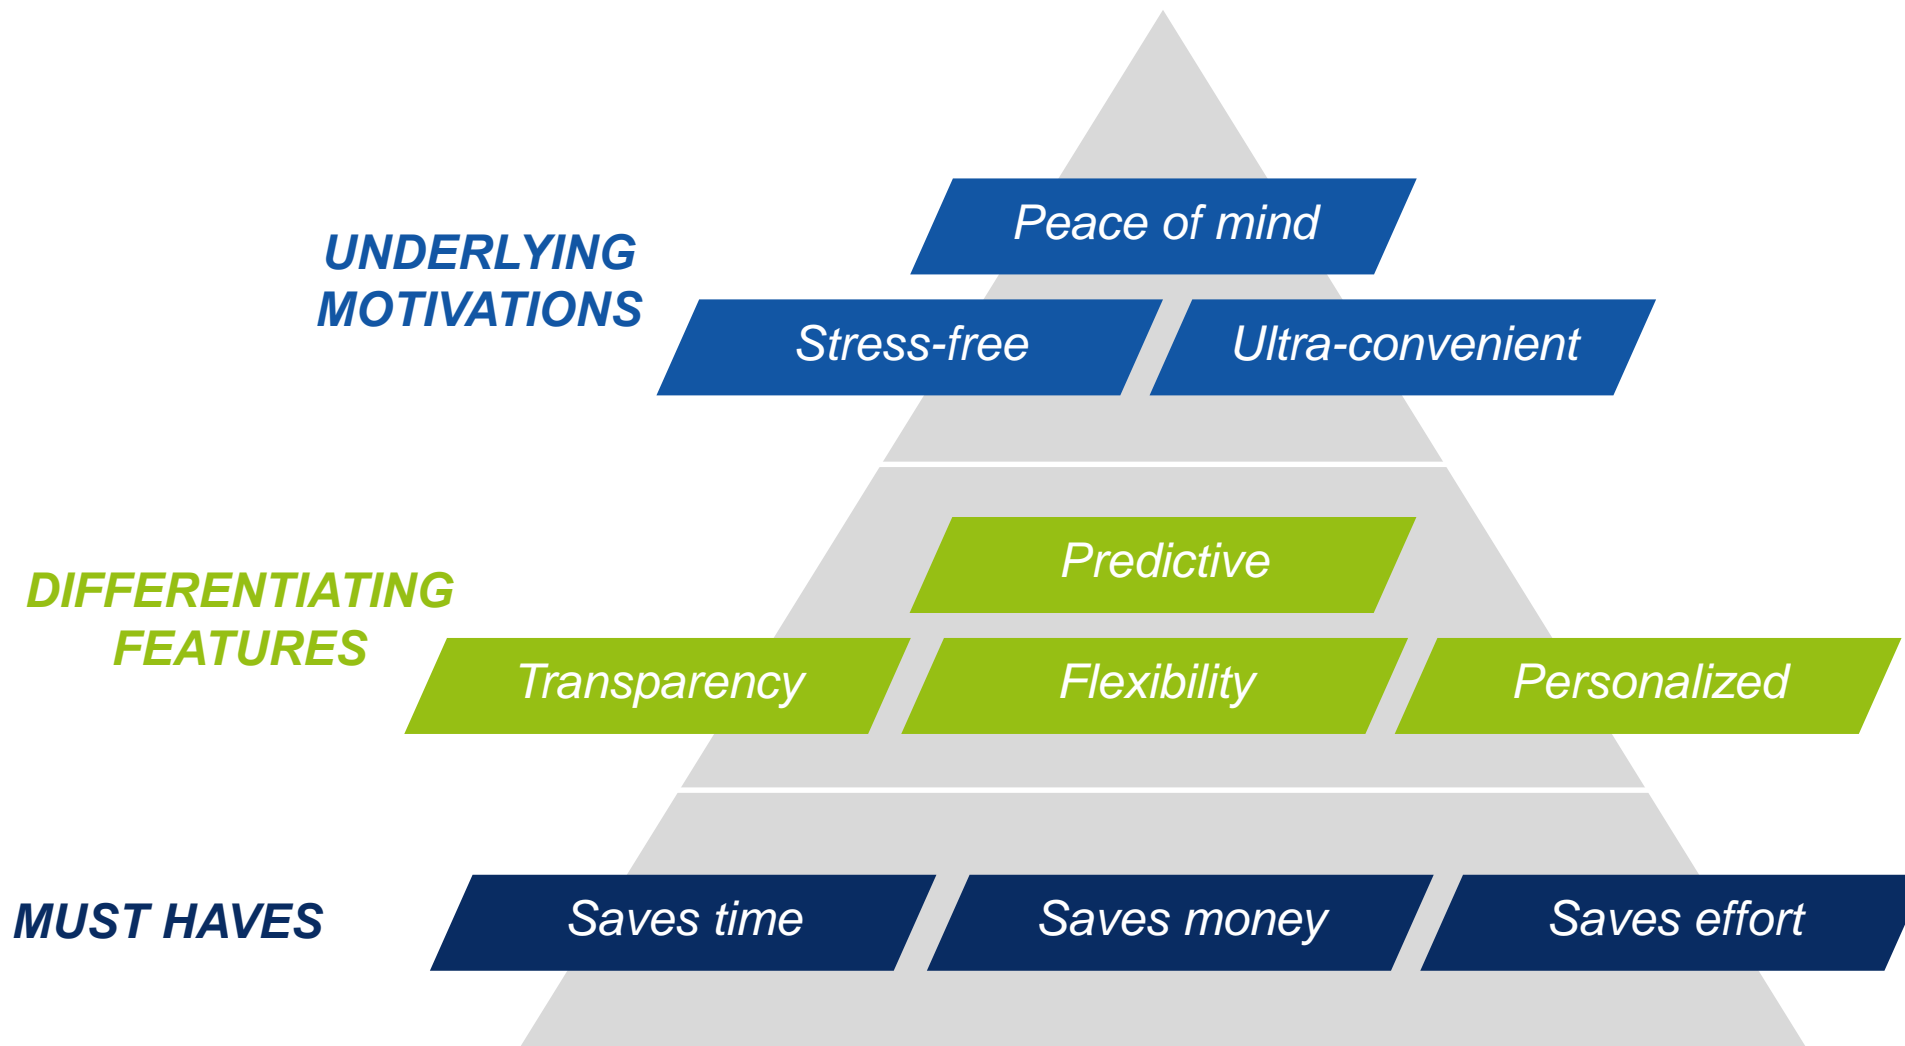 Peace of mind
UNDERLYING
MOTIVATIONS
Stress-free
Ultra-convenient
Predictive
DIFFERENTIATING
FEATURES
Transparency
Flexibility
Personalized
MUST HAVES
Saves time
Saves money
Saves effort